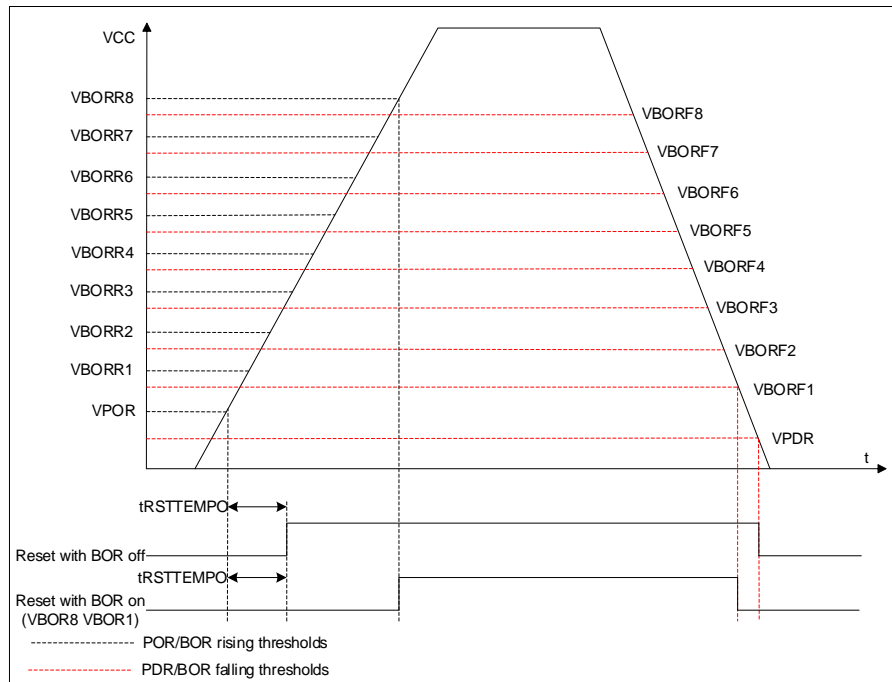 VCC
VBORR8
VBORF8
VBORR7
VBORF7
VBORR6
VBORF6
VBORR5
VBORF5
VBORR4
VBORF4
VBORR3
VBORF3
VBORR2
VBORF2
VBORR1
VBORF1
VPOR
VPDR
t
tRSTTEMPO
Reset with BOR off
tRSTTEMPO
Reset with BOR on
(VBOR8 VBOR1)
POR/BOR rising thresholds
PDR/BOR falling thresholds